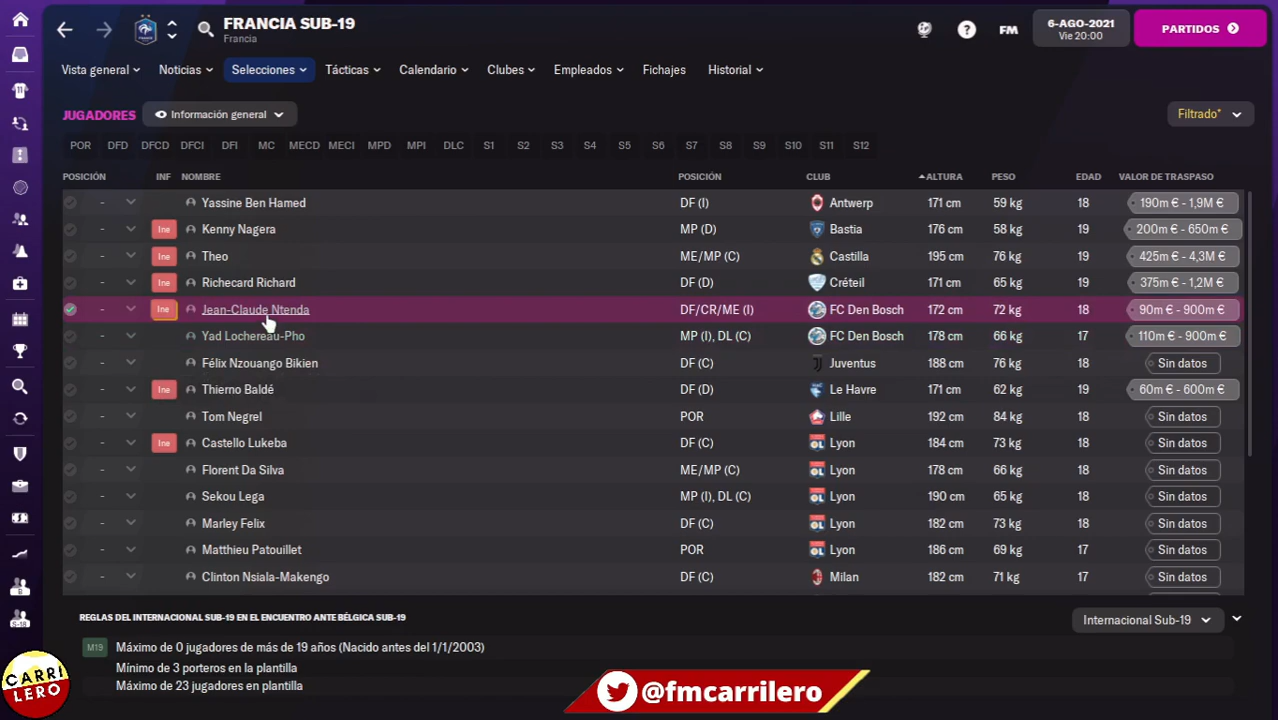 FRANCIA SUB-19
Francia
FM
6-AGO-2021
Vie 20:00
PARTIDOS
Vista general
Noticias
Selecciones
Tácticas
Calendario
Clubes
Empleados
Fichajes
Historial
JUGADORES
Información general
Filtrado*
POR DFD DFCD DFCI DFI MC MECD MECI MPD MPI DLC S1 S2 S3 S4 S5 S6 S7 S8 S9 S10 S11 S12
POSICIÓN INF NOMBRE POSICIÓN CLUB ALTURA PESO EDAD VALOR DE TRASPASO
- Yassine Ben Hamed DF (I) Antwerp 171 cm 59 kg 18 190m € - 1,9M €
- Ine Kenny Nagera MP (D) Bastia 176 cm 58 kg 19 200m € - 650m €
- Ine Theo ME/MP (C) Castilla 195 cm 76 kg 19 425m € - 4,3M €
- Ine Richecard Richard DF (D) Créteil 171 cm 65 kg 19 375m € - 1,2M €
- Ine Jean-Claude Ntenda DF/CR/ME (I) FC Den Bosch 172 cm 72 kg 18 90m € - 900m €
- Yad Lochereau-Pho MP (I), DL (C) FC Den Bosch 178 cm 66 kg 17 110m € - 900m €
- Félix Nzouango Bikien DF (C) Juventus 188 cm 76 kg 18 Sin datos
- Ine Thierno Baldé DF (D) Le Havre 171 cm 62 kg 19 60m € - 600m €
- Tom Negrel POR Lille 192 cm 84 kg 18 Sin datos
- Ine Castello Lukeba DF (C) Lyon 184 cm 73 kg 18 Sin datos
- Florent Da Silva ME/MP (C) Lyon 178 cm 66 kg 18 Sin datos
- Sekou Lega MP (I), DL (C) Lyon 190 cm 65 kg 18 Sin datos
- Marley Felix DF (C) Lyon 182 cm 73 kg 18 Sin datos
- Matthieu Patouillet POR Lyon 186 cm 69 kg 17 Sin datos
- Clinton Nsiala-Makengo DF (C) Milan 182 cm 71 kg 17 Sin datos
REGLAS DEL INTERNACIONAL SUB-19 EN EL ENCUENTRO ANTE BÉLGICA SUB-19
Internacional Sub-19
M19 Máximo de 0 jugadores de más de 19 años (Nacido antes del 1/1/2003)
Mínimo de 3 porteros en la plantilla
Máximo de 23 jugadores en plantilla
CARRI
LERO
@fmcarrilero